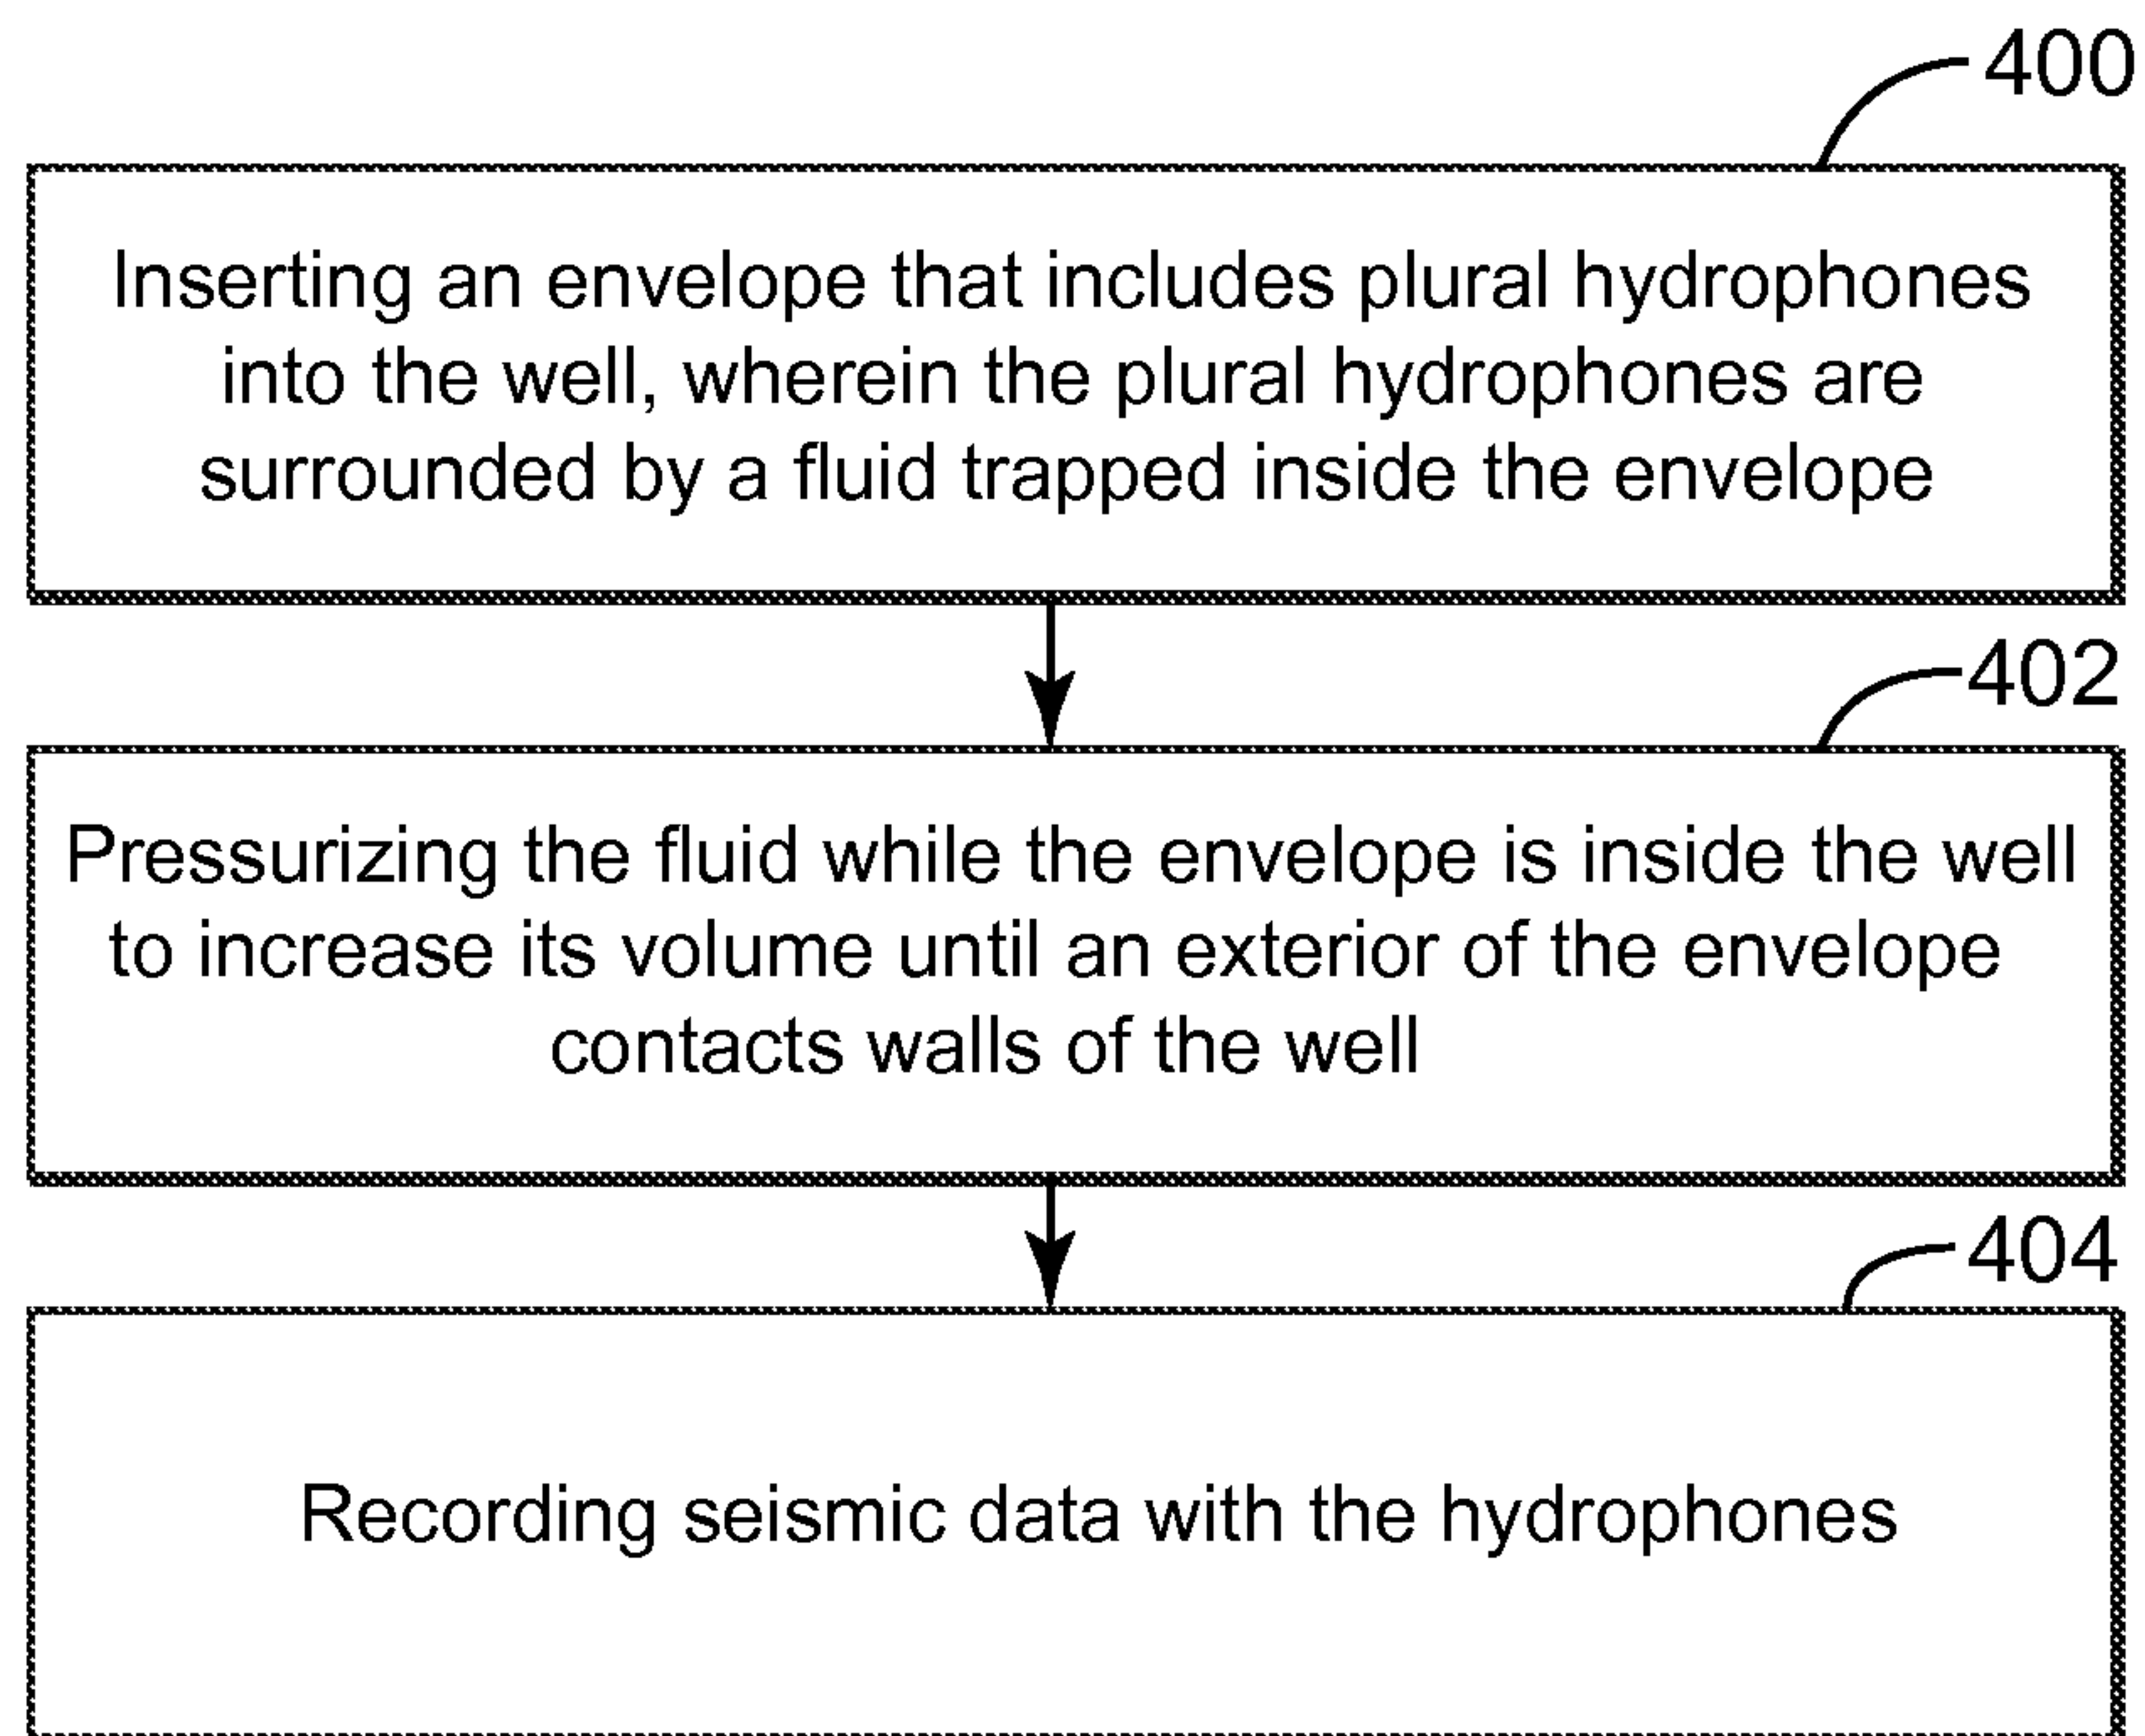 400
Inserting an envelope that includes plural hydrophones
into the well, wherein the plural hydrophones are
surrounded by a fluid trapped inside the envelope
402
Pressurizing the fluid while the envelope is inside the well
to increase its volume until an exterior of the envelope
contacts walls of the well
404
Recording seismic data with the hydrophones